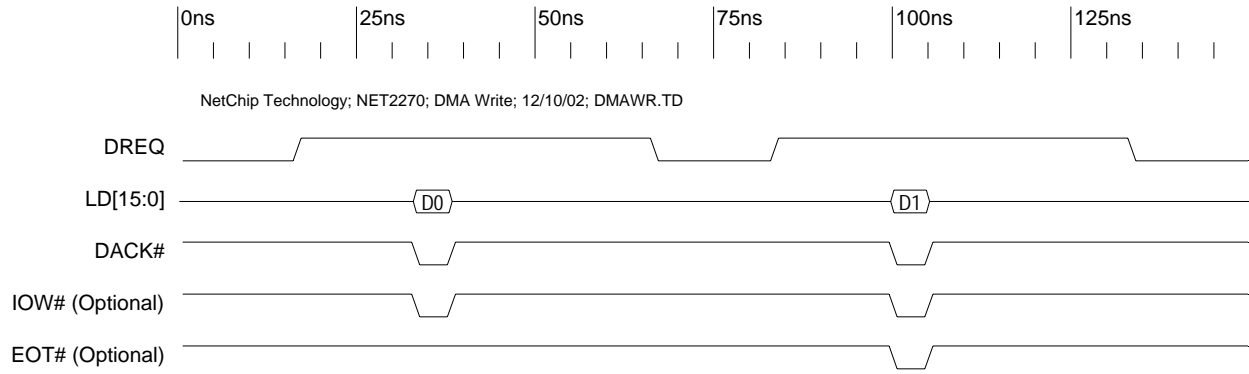 0ns 25ns 50ns 75ns 100ns 125ns
NetChip Technology; NET2270; DMA Write; 12/10/02; DMAWR.TD
DREQ
LD[15:0] D0 D1
DACK#
IOW# (Optional)
EOT# (Optional)